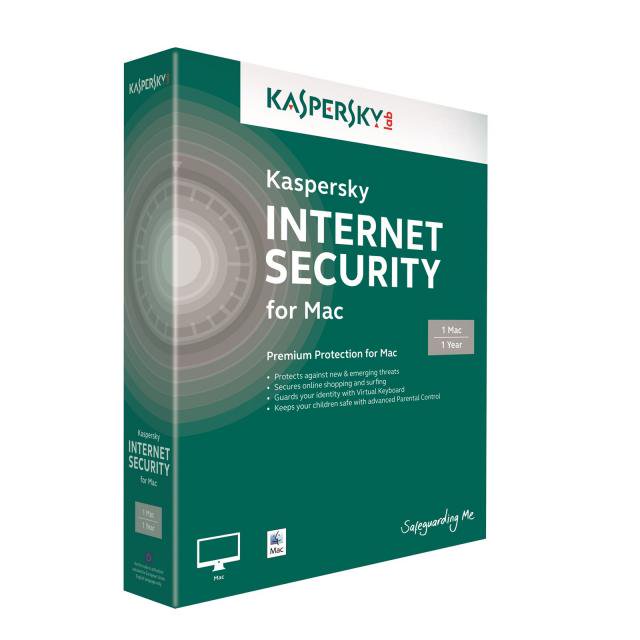 KASPERSKY lab
Kaspersky
INTERNET
SECURITY
for Mac
1 Mac
1 Year
Premium Protection for Mac
• Protects against new & emerging threats
• Secures online shopping and surfing
• Guards your identity with Virtual Keyboard
• Keeps your children safe with advanced Parental Control
Safeguarding Me
Mac
Mac
KASPERSKY lab
Kaspersky
INTERNET
SECURITY
for Mac
1 Mac
1 Year